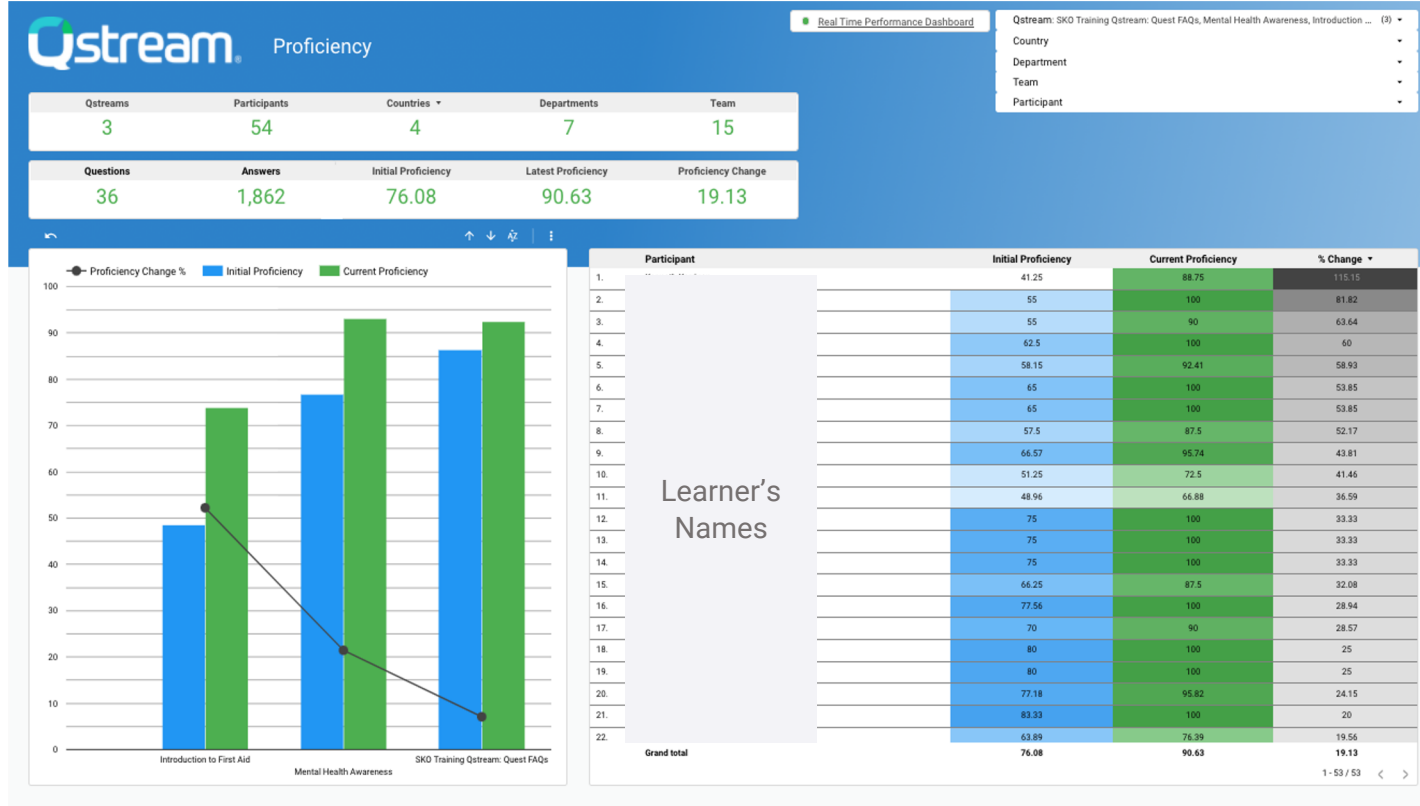 Qstream®
Proficiency
Real Time Performance Dashboard
Qstream: SKO Training Qstream: Quest FAQs, Mental Health Awareness, Introduction ... (3)
Country
Department
Team
Participant
Qstreams Participants Countries Departments Team
3 54 4 7 15
Questions Answers Initial Proficiency Latest Proficiency Proficiency Change
36 1,862 76.08 90.63 19.13
Proficiency Change % Initial Proficiency Current Proficiency
100
90
80
70
60
50
40
30
20
10
0
Introduction to First Aid
Mental Health Awareness
SKO Training Qstream: Quest FAQs
Participant Initial Proficiency Current Proficiency % Change
1. 41.25 88.75 115.15
2. 55 100 81.82
3. 55 90 63.64
4. 62.5 100 60
5. 58.15 92.41 58.93
6. 65 100 53.85
7. 65 100 53.85
8. 57.5 87.5 52.17
9. 66.57 95.74 43.81
10. 51.25 72.5 41.46
11. 48.96 66.88 36.59
12. 75 100 33.33
13. 75 100 33.33
14. 75 100 33.33
15. 66.25 87.5 32.08
16. 77.56 100 28.94
17. 70 90 28.57
18. 80 100 25
19. 80 100 25
20. 77.18 95.82 24.15
21. 83.33 100 20
22. 63.89 76.39 19.56
Learner’s
Names
Grand total 76.08 90.63 19.13
1 - 53 / 53